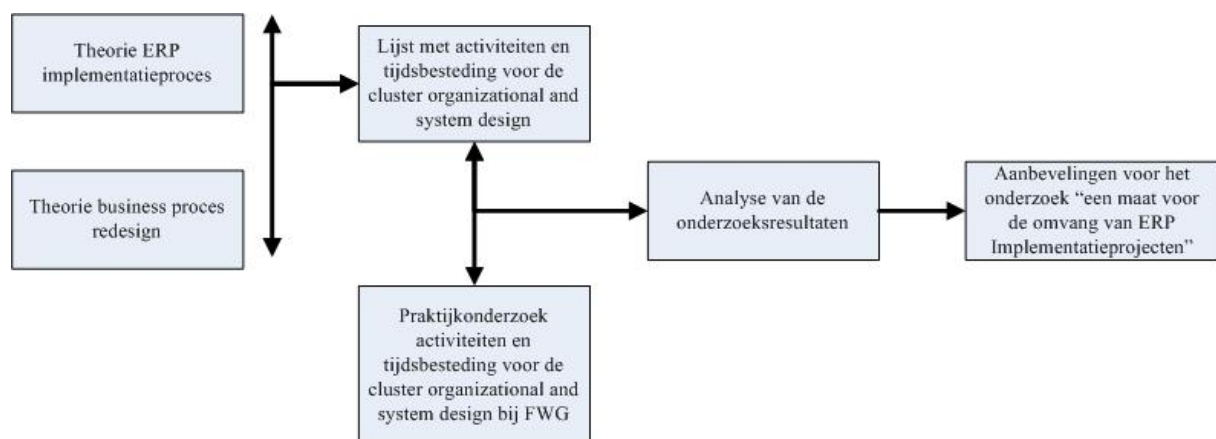 Theorie ERP
implementatieproces
Theorie business proces
redesign
Lijst met activiteiten en
tijdsbesteding voor de
cluster organizational and
system design
Praktijkonderzoek
activiteiten en
tijdsbesteding voor de
cluster organizational and
system design bij FWG
Analyse van de
onderzoeksresultaten
Aanbevelingen voor het
onderzoek “een maat voor
de omvang van ERP
Implementatieprojecten”